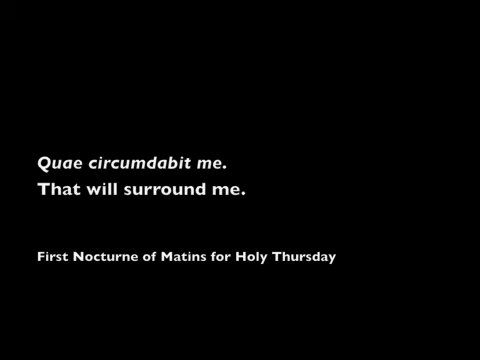 Quae circumdabit me.
That will surround me.
First Nocturne of Matins for Holy Thursday